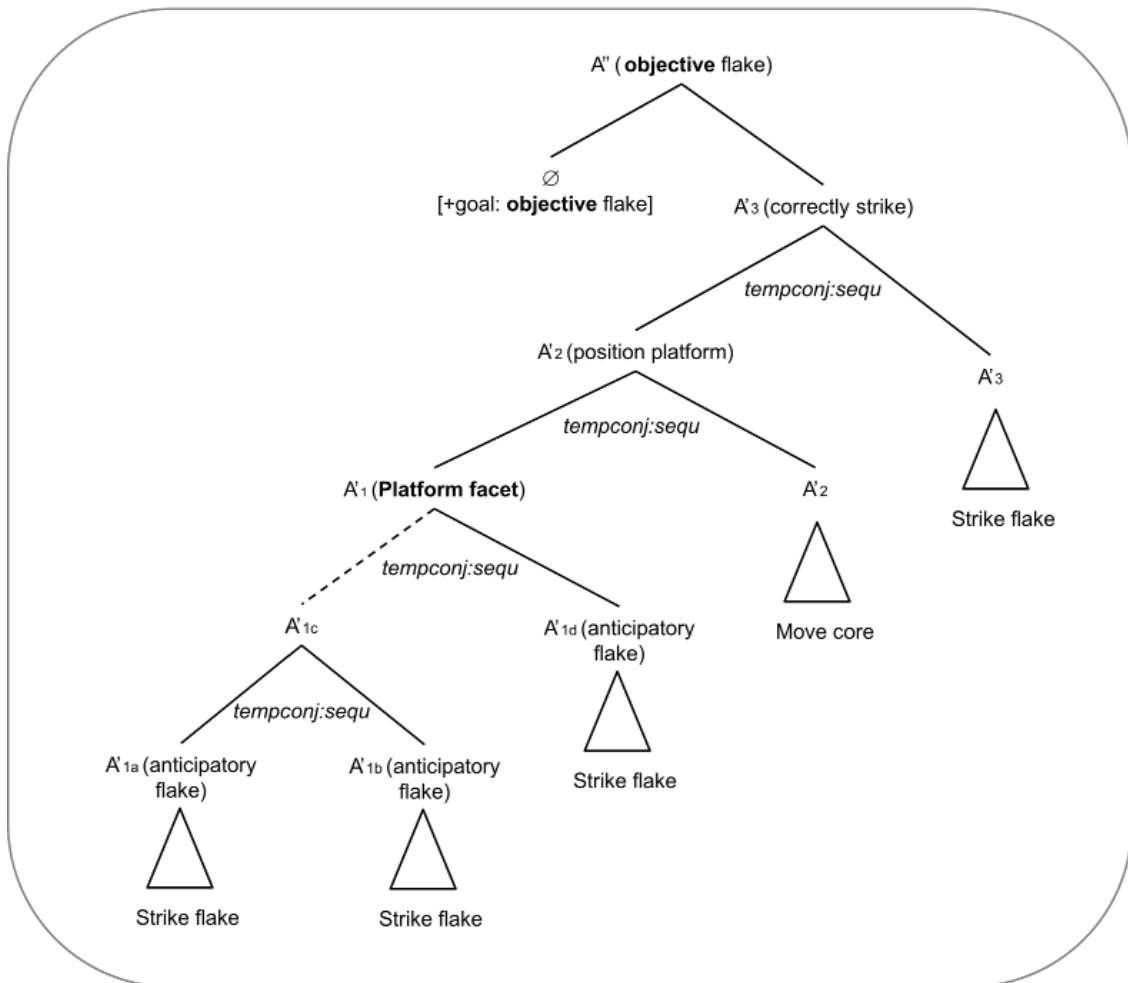 A'' (objective flake)
∅
[+goal: objective flake]
A'3 (correctly strike)
tempconj:sequ
A'2 (position platform)
A'3
tempconj:sequ
Strike flake
A'1 (Platform facet)
A'2
tempconj:sequ
Move core
A'1c
A'1d (anticipatory
flake)
tempconj:sequ
Strike flake
A'1a (anticipatory
flake)
A'1b (anticipatory
flake)
Strike flake
Strike flake